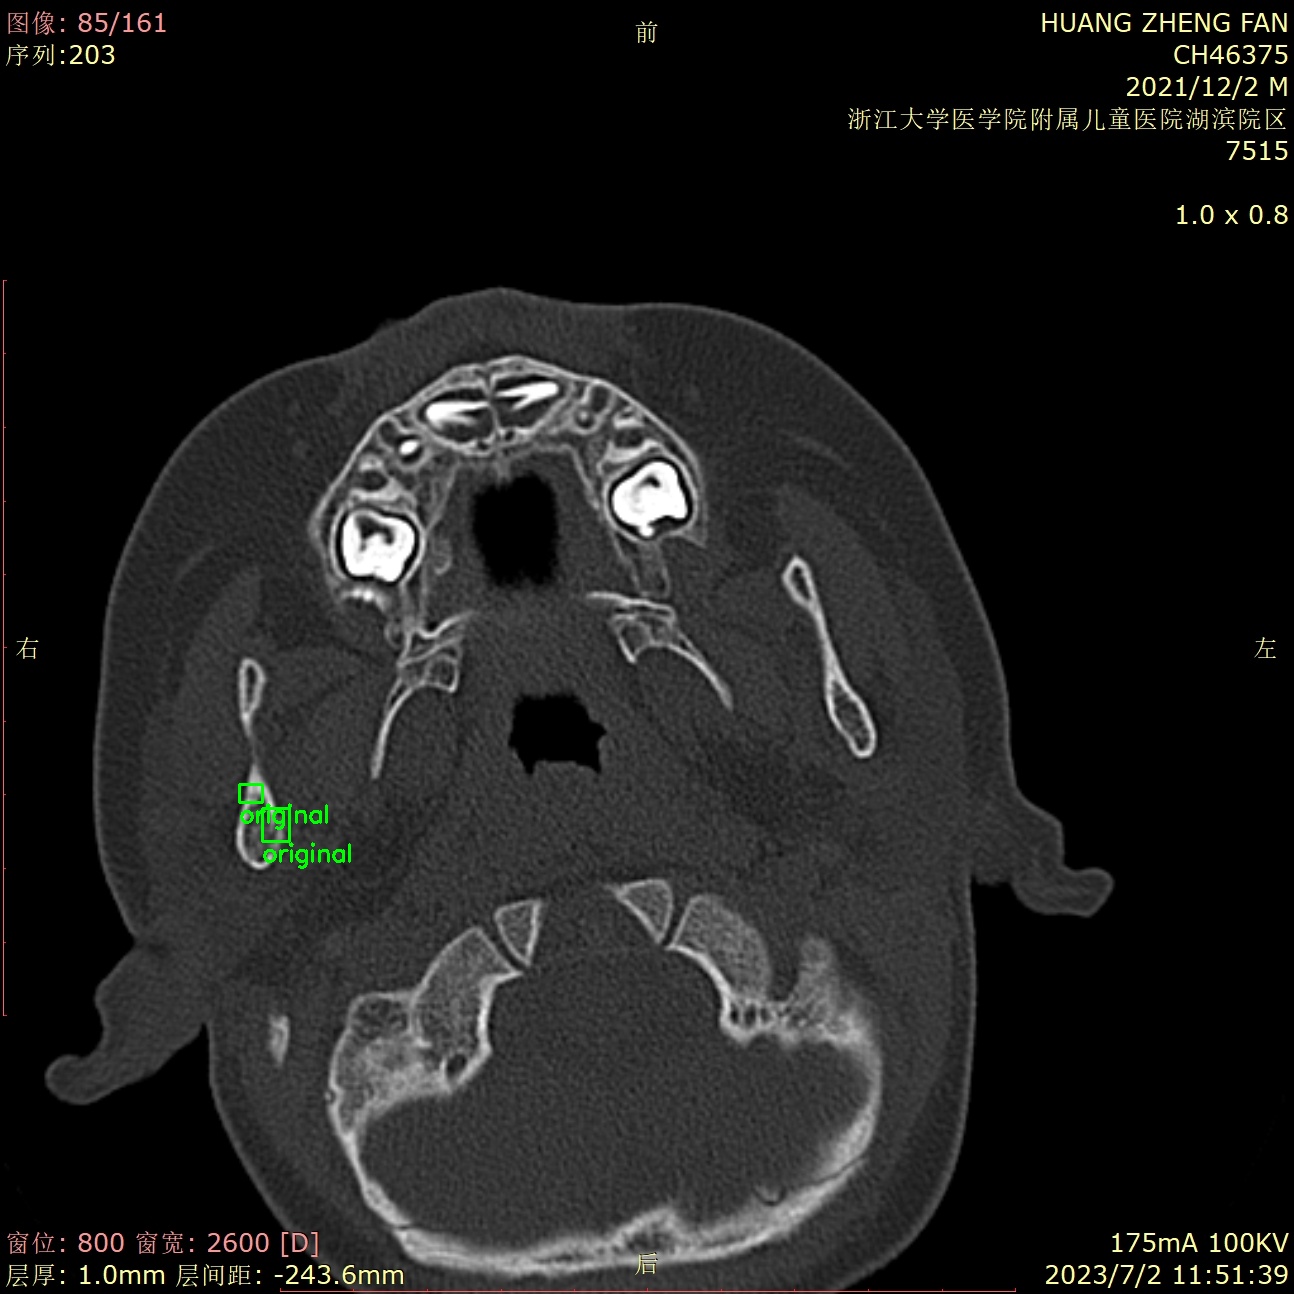 图像: 85/161
序列:203
前
HUANG ZHENG FAN
CH46375
2021/12/2 M
浙江大学医学院附属儿童医院湖滨院区
7515
1.0 x 0.8
右
左
original
original
窗位: 800 窗宽: 2600 [D]
层厚: 1.0mm 层间距: -243.6mm
后
175mA 100KV
2023/7/2 11:51:39